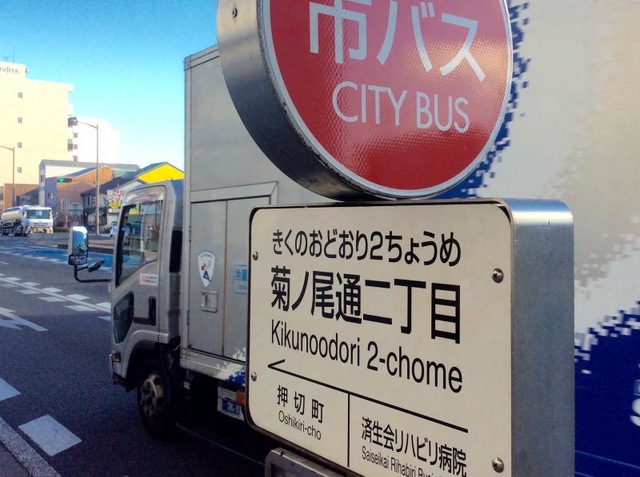 市バス
CITY BUS
きくのおどおり2ちょうめ
菊ノ尾通二丁目
Kikunoodori 2-chome
押切町
Oshikiri-cho
済生会リハビリ病院
Saiseikai Rihabiri